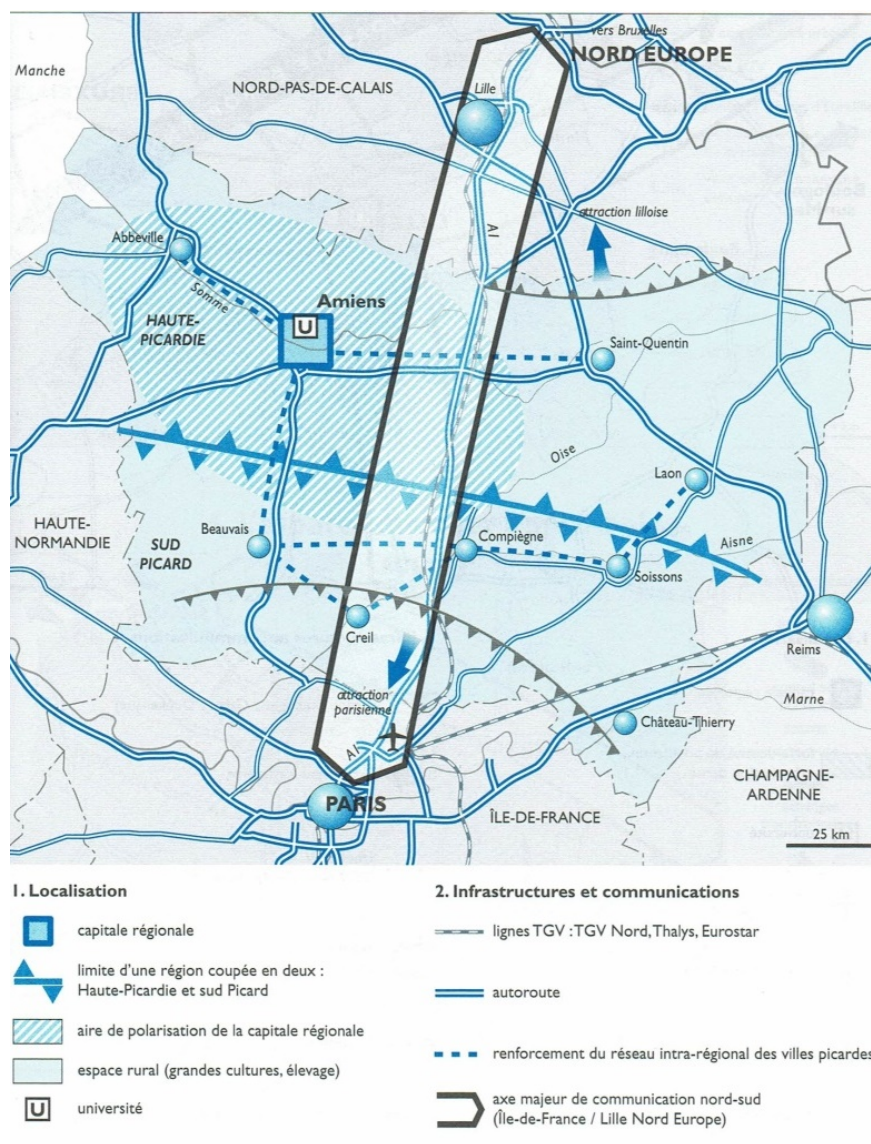 vers Bruxelles
NORD EUROPE
Manche
NORD-PAS-DE-CALAIS
Lille
attraction lilloise
A1
Abbeville
Somme
Amiens
U
HAUTE-
PICARDIE
Saint-Quentin
Oise
Laon
HAUTE-
NORMANDIE
SUD
PICARD
Beauvais
Compiègne
Aisne
Soissons
Creil
Reims
attraction
parisienne
Marne
Château-Thierry
A1
CHAMPAGNE-
ARDENNE
PARIS
ÎLE-DE-FRANCE
25 km
1. Localisation
capitale régionale
limite d'une région coupée en deux :
Haute-Picardie et sud Picard
aire de polarisation de la capitale régionale
espace rural (grandes cultures, élevage)
U
université
2. Infrastructures et communications
lignes TGV : TGV Nord, Thalys, Eurostar
autoroute
renforcement du réseau intra-régional des villes picardes
axe majeur de communication nord-sud
(Île-de-France / Lille Nord Europe)